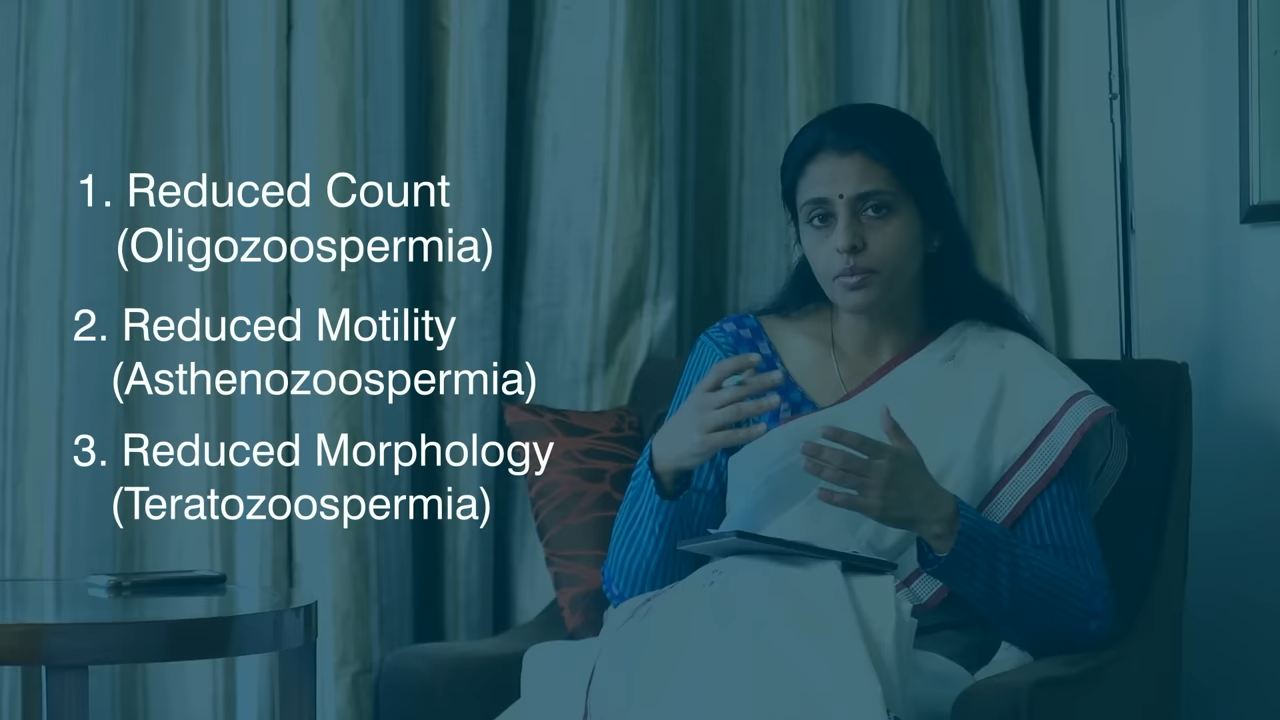 1. Reduced Count
(Oligozoospermia)
2. Reduced Motility
(Asthenozoospermia)
3. Reduced Morphology
(Teratozoospermia)